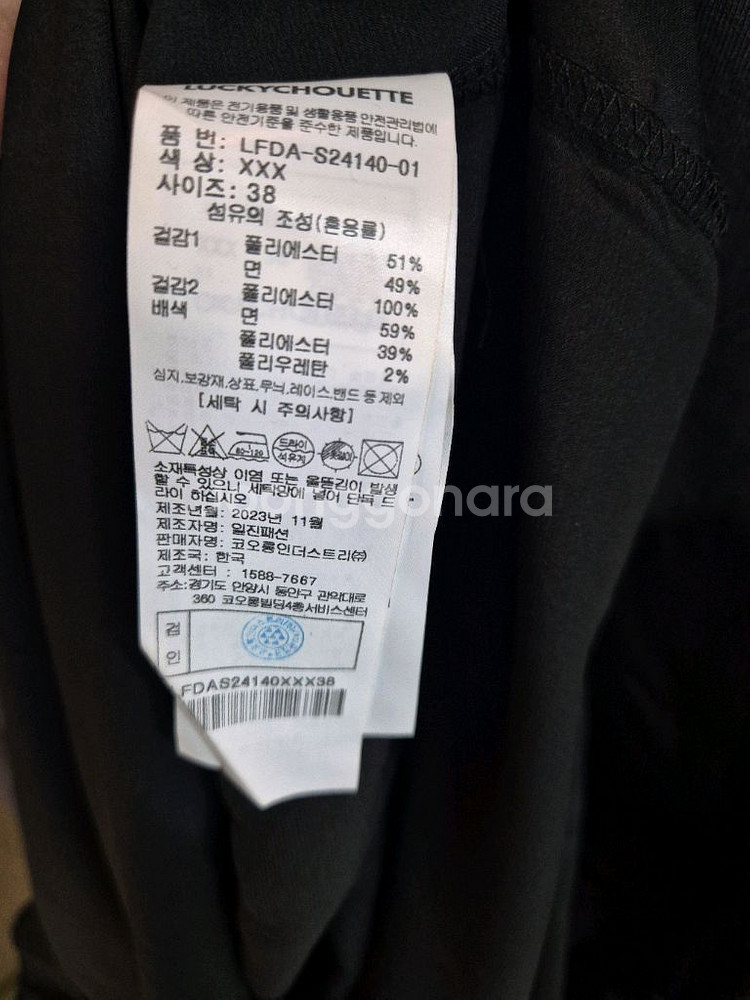 LUCKYCHOUETTE
이 제품은 전기용품 및 생활용품 안전관리법에
따른 안전기준을 준수한 제품입니다.
품 번: LFDA-S24140-01
색 상: XXX
사이즈: 38
섬유의 조성(혼용률)
겉감1 폴리에스터 51%
면 49%
겉감2 폴리에스터 100%
배색 면 59%
폴리에스터 39%
폴리우레탄 2%
심지,보강재,상표,무늬,레이스,밴드 등 제외
[세탁 시 주의사항]
80~120 드라이
석유계
소재특성상 이염 또는 올뜯김이 발생
할 수 있으니 세탁망에 넣어 단독 드
라이 하십시오
제조년월: 2023년 11월
제조자명: 일진패션
판매자명: 코오롱인더스트리㈜
제조국: 한국
고객센터 : 1588-7667
주소:경기도 안양시 동안구 관악대로
360 코오롱빌딩4층서비스센터
검
인
FDAS24140XXX38